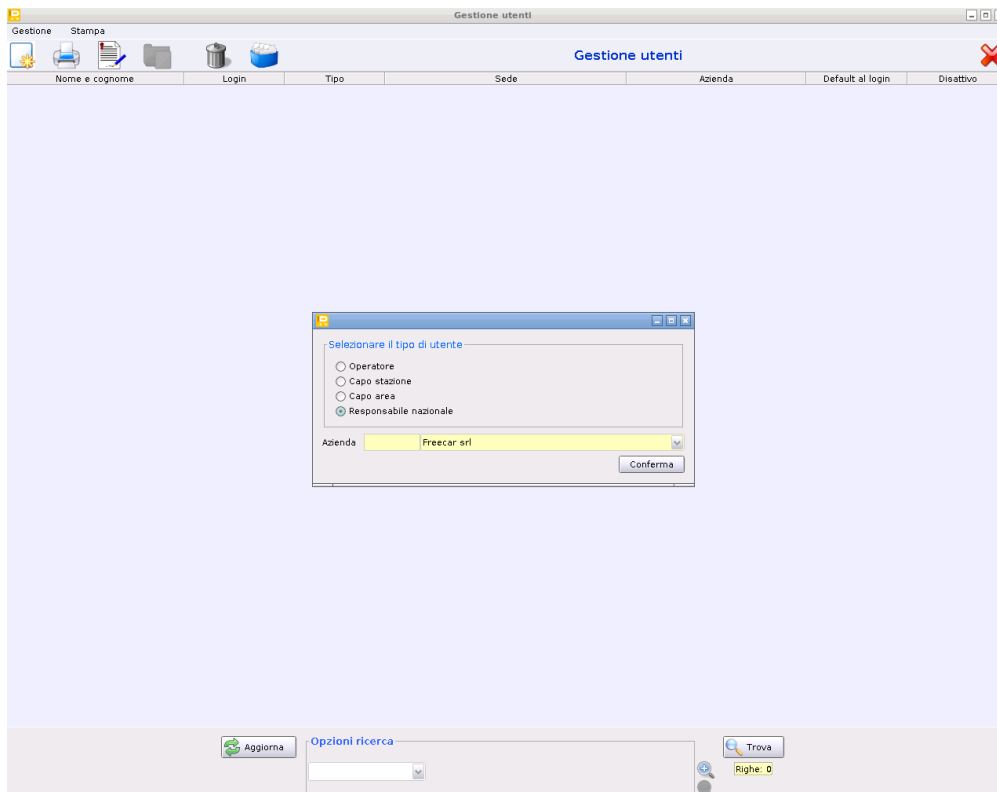 Gestione utenti
Gestione Stampa
Gestione utenti
Nome e cognome Login Tipo Sede Azienda Default al login Disattivo
Selezionare il tipo di utente
Operatore
Capo stazione
Capo area
Responsabile nazionale
Azienda Freecar srl
Conferma
Aggiorna Opzioni ricerca Trova
Righe: 0